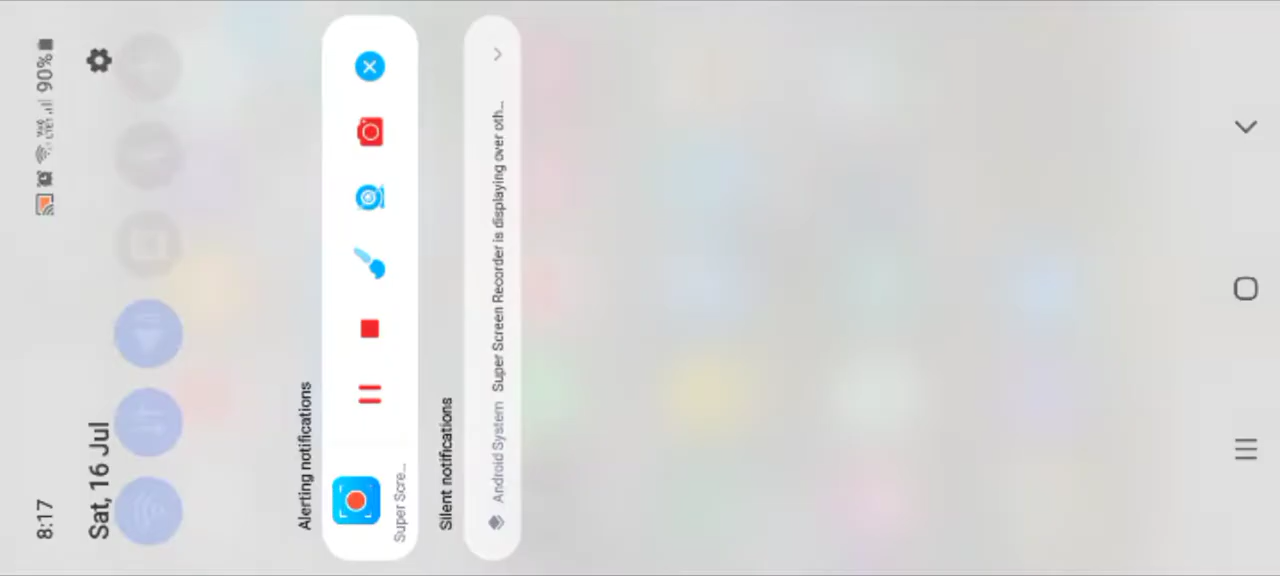 8:17
90%
Sat, 16 Jul
Alerting notifications
Super Scre...
Silent notifications
Android System Super Screen Recorder is displaying over oth...